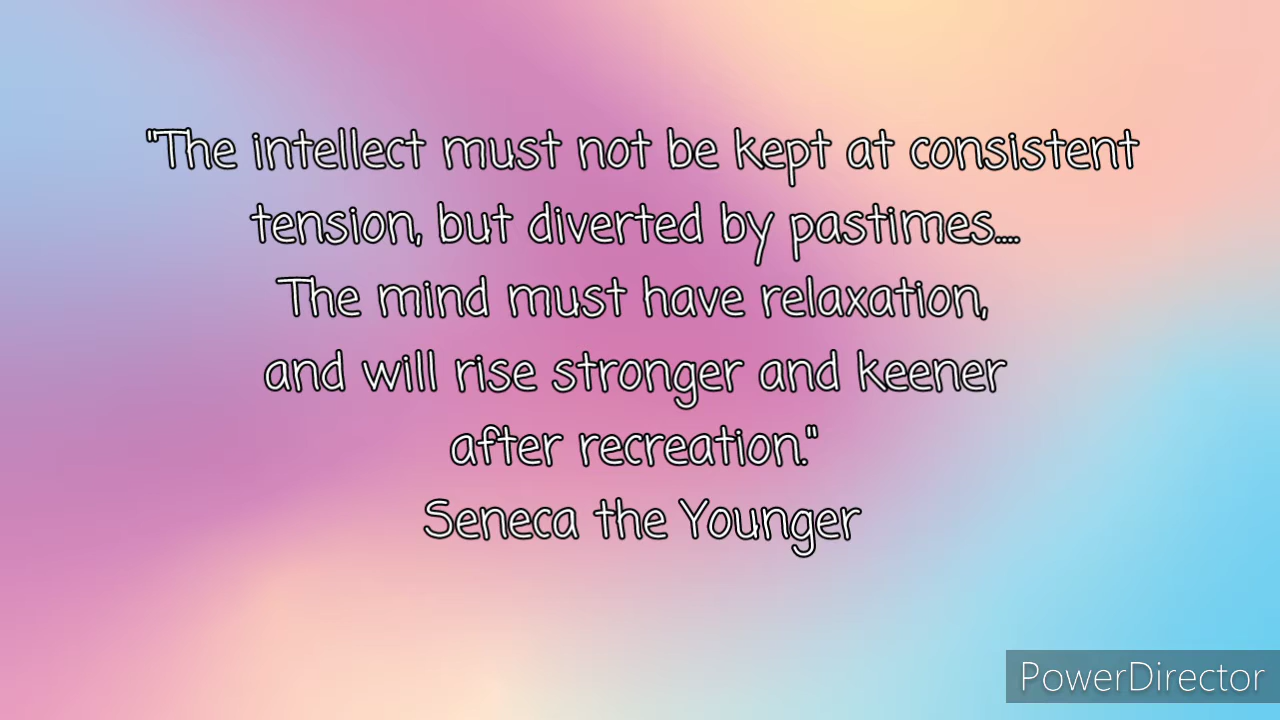 "The intellect must not be kept at consistent
tension, but diverted by pastimes....
The mind must have relaxation,
and will rise stronger and keener
after recreation."
Seneca the Younger
PowerDirector